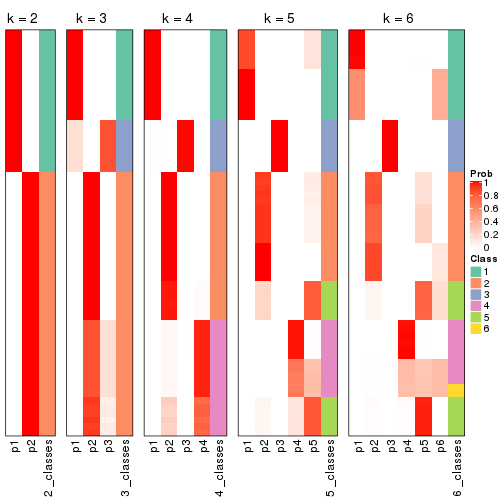 k = 2
k = 3
k = 4
k = 5
k = 6
p1
p2
2_classes
p1
p2
p3
3_classes
p1
p2
p3
p4
4_classes
p1
p2
p3
p4
p5
5_classes
p1
p2
p3
p4
p5
p6
6_classes
Prob
1
0.8
0.6
0.4
0.2
0
Class
1
2
3
4
5
6